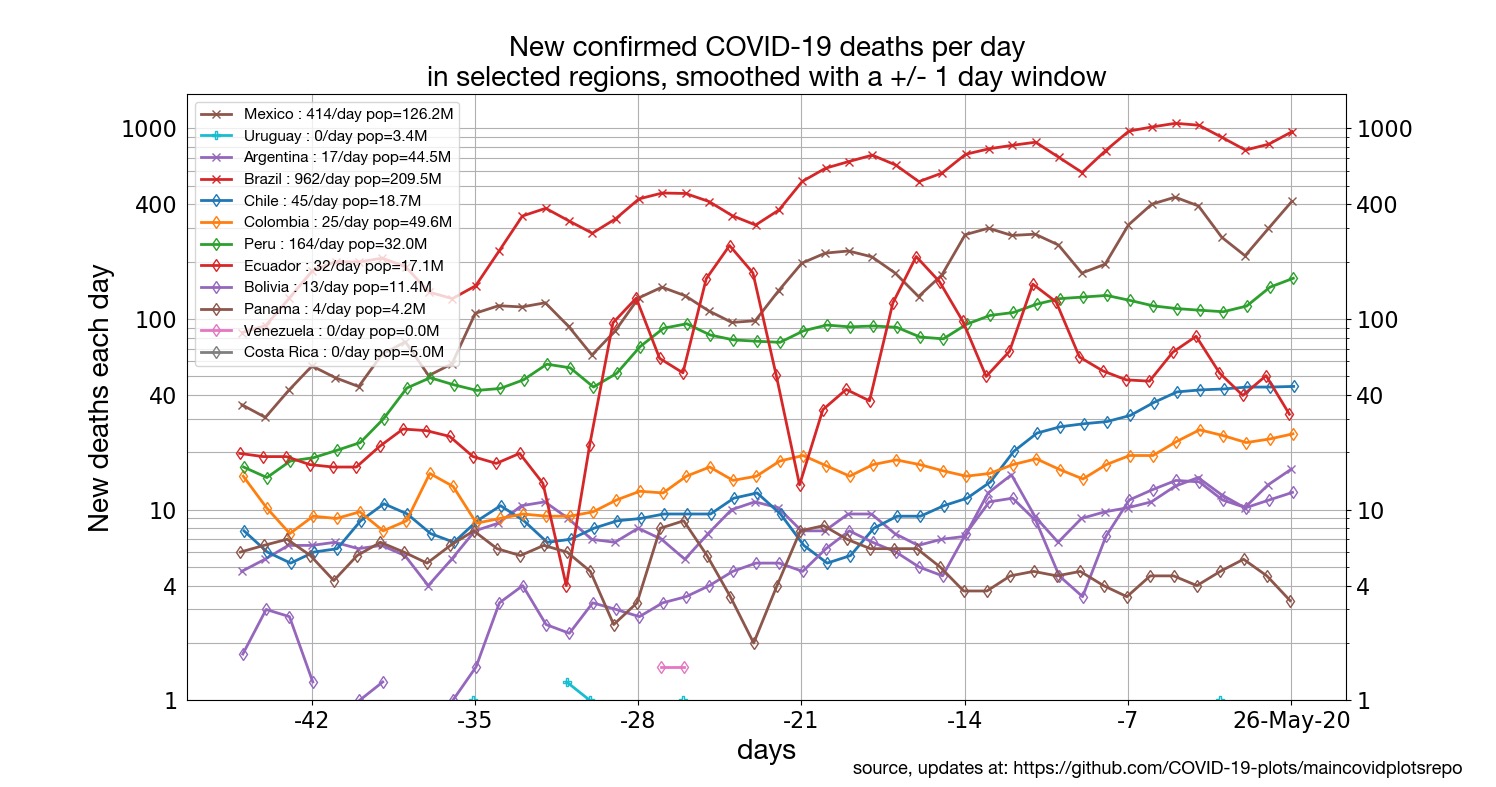 New confirmed COVID-19 deaths per day
in selected regions, smoothed with a +/- 1 day window
Mexico : 414/day pop=126.2M
Uruguay : 0/day pop=3.4M
Argentina : 17/day pop=44.5M
Brazil : 962/day pop=209.5M
Chile : 45/day pop=18.7M
Colombia : 25/day pop=49.6M
Peru : 164/day pop=32.0M
Ecuador : 32/day pop=17.1M
Bolivia : 13/day pop=11.4M
Panama : 4/day pop=4.2M
Venezuela : 0/day pop=0.0M
Costa Rica : 0/day pop=5.0M
New deaths each day
1000
400
100
40
10
4
1
1000
400
100
40
10
4
1
-42 -35 -28 -21 -14 -7 26-May-20
days
source, updates at: https://github.com/COVID-19-plots/maincovidplotsrepo